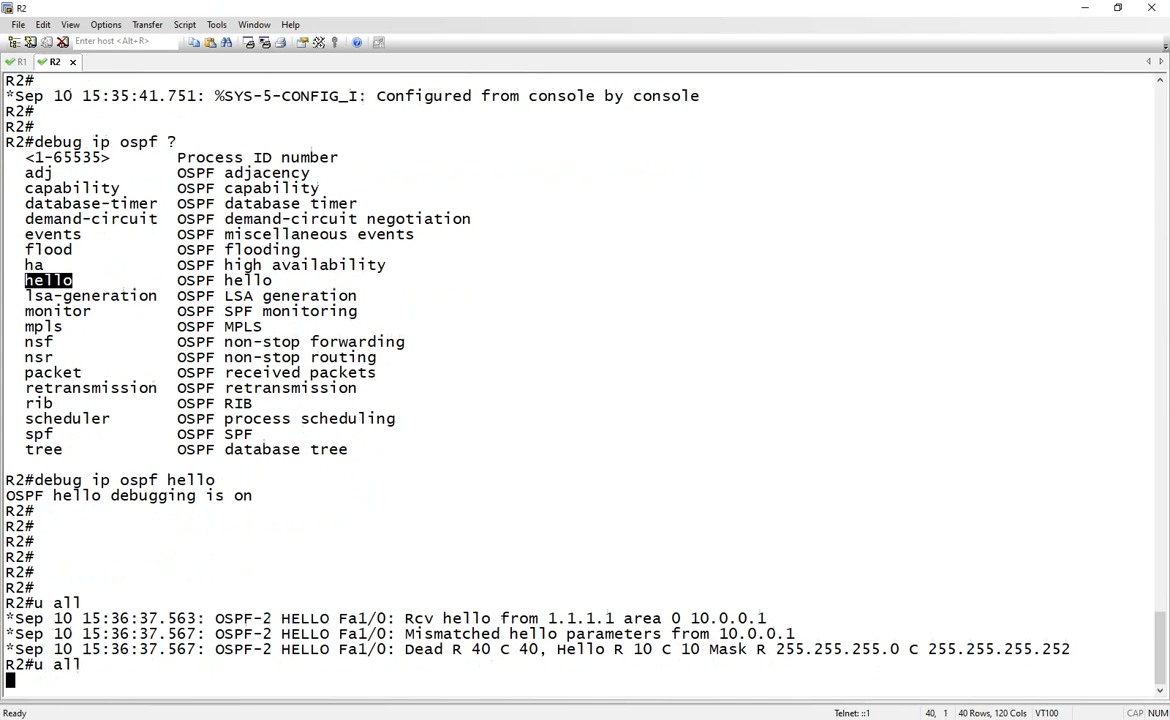 R2
File Edit View Options Transfer Script Tools Window Help
Enter host <Alt+R>
R1 R2
R2#
*Sep 10 15:35:41.751: %SYS-5-CONFIG_I: Configured from console by console
R2#
R2#
R2#debug ip ospf ?
<1-65535> Process ID number
adj OSPF adjacency
capability OSPF capability
database-timer OSPF database timer
demand-circuit OSPF demand-circuit negotiation
events OSPF miscellaneous events
flood OSPF flooding
ha OSPF high availability
hello OSPF hello
lsa-generation OSPF LSA generation
monitor OSPF SPF monitoring
mpls OSPF MPLS
nsf OSPF non-stop forwarding
nsr OSPF non-stop routing
packet OSPF received packets
retransmission OSPF retransmission
rib OSPF RIB
scheduler OSPF process scheduling
spf OSPF SPF
tree OSPF database tree
R2#debug ip ospf hello
OSPF hello debugging is on
R2#
R2#
R2#
R2#
R2#
R2#
R2#u all
*Sep 10 15:36:37.563: OSPF-2 HELLO Fa1/0: Rcv hello from 1.1.1.1 area 0 10.0.0.1
*Sep 10 15:36:37.567: OSPF-2 HELLO Fa1/0: Mismatched hello parameters from 10.0.0.1
*Sep 10 15:36:37.567: OSPF-2 HELLO Fa1/0: Dead R 40 C 40, Hello R 10 C 10 Mask R 255.255.255.0 C 255.255.255.252
R2#u all
Ready Telnet: ::1 40, 1 40 Rows, 120 Cols VT100 CAP NUM